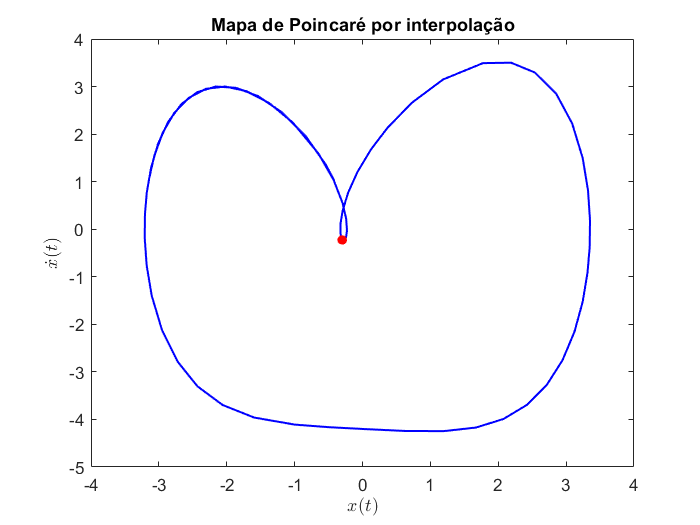 Mapa de Poincaré por interpolação
4
3
2
1
0
-1
-2
-3
-4
-5
ẋ(t)
-4 -3 -2 -1 0 1 2 3 4
x(t)